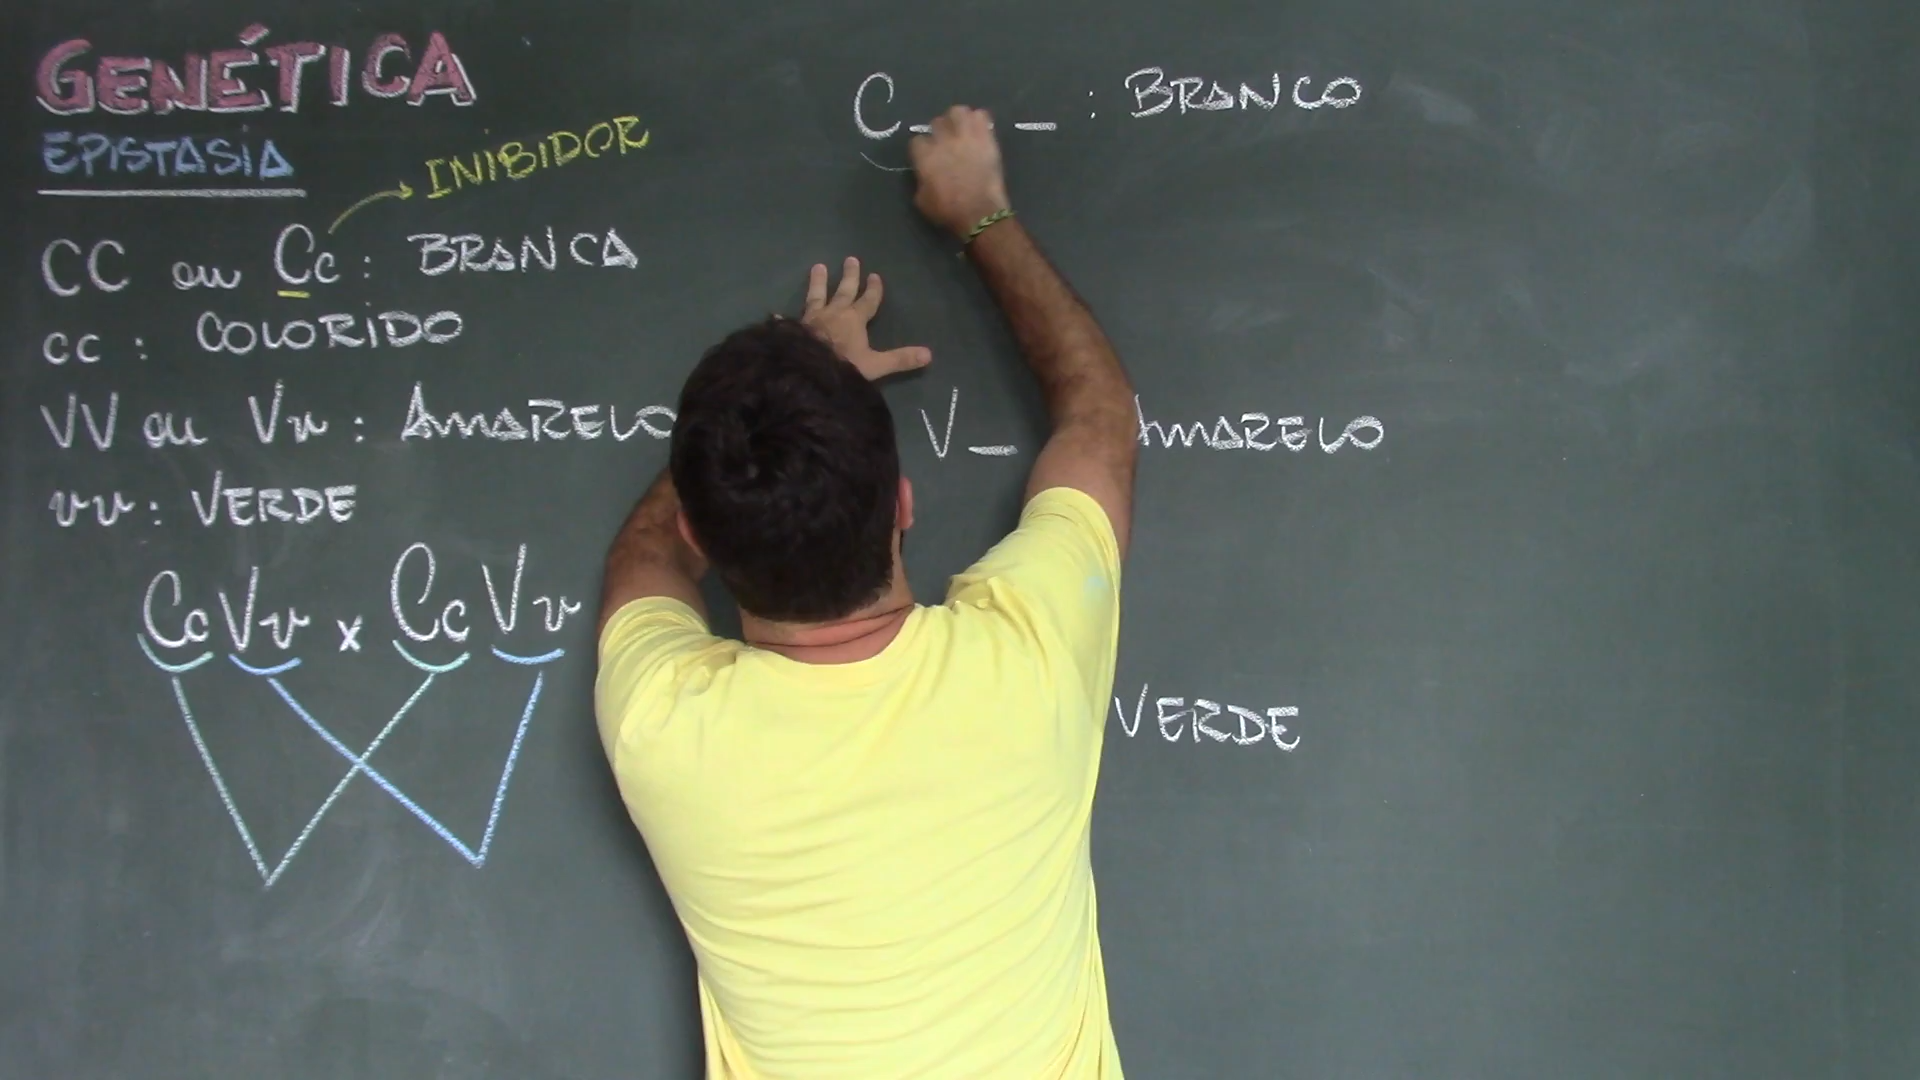 GENÉTICA
EPISTASIA
INIBIDOR
CC ou Cc : BRANCA
cc : COLORIDO
VV ou Vv : AMARELO
vv : VERDE
CcVv x CcVv
C_ _ : BRANCO
V_ AMARELO
VERDE